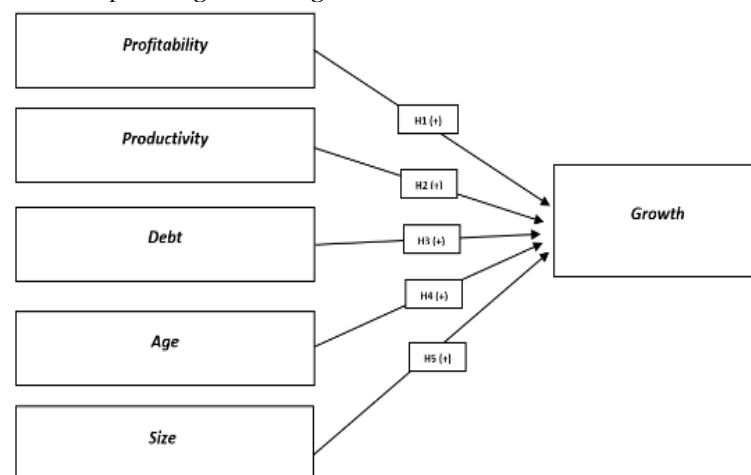 Profitability
H1 (+)
Productivity
H2 (+)
Growth
Debt
H3 (+)
H4 (+)
Age
H5 (+)
Size